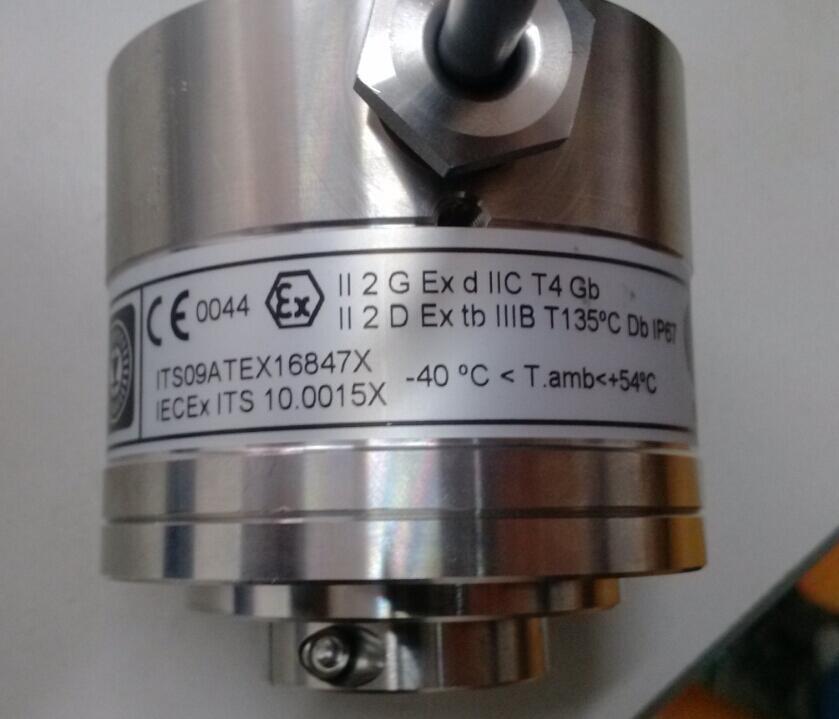 CE 0044 Ex II 2 G Ex d IIC T4 Gb
II 2 D Ex tb IIIB T135ºC Db IP67
ITS09ATEX16847X
IECEx ITS 10.0015X
-40 ºC < T.amb<+54ºC